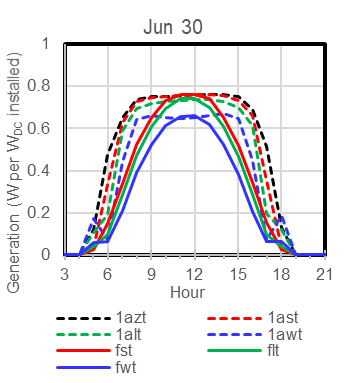 Jun 30
Generation (W per WDC installed)
1
0.8
0.6
0.4
0.2
0
3 6 9 12 15 18 21
Hour
1azt 1ast
1alt 1awt
fst flt
fwt